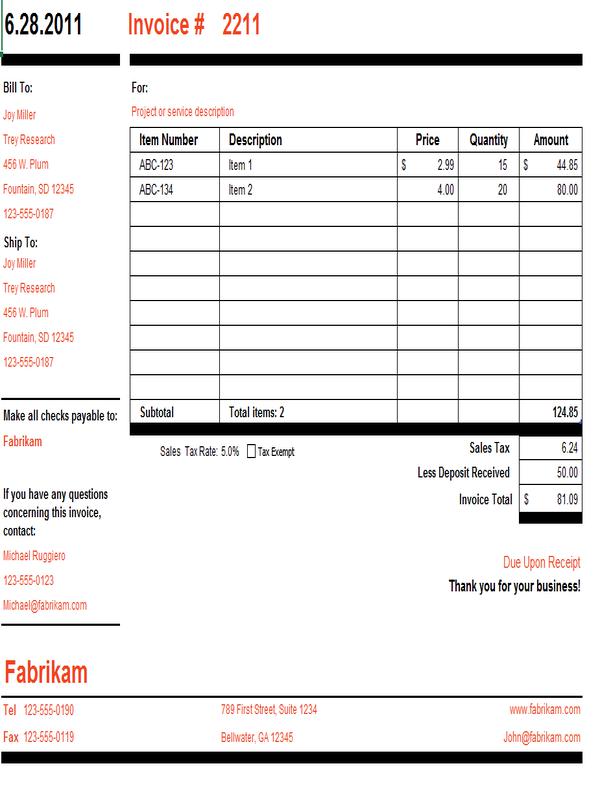 6.28.2011 Invoice # 2211
Bill To:
Joy Miller
Trey Research
456 W. Plum
Fountain, SD 12345
123-555-0187
Ship To:
Joy Miller
Trey Research
456 W. Plum
Fountain, SD 12345
123-555-0187
Make all checks payable to:
Fabrikam
If you have any questions
concerning this invoice,
contact:
Michael Ruggiero
123-555-0123
Michael@fabrikam.com
For:
Project or service description
Item Number Description Price Quantity Amount
ABC-123 Item 1 $ 2.99 15 $ 44.85
ABC-134 Item 2 4.00 20 80.00
Subtotal Total items: 2 124.85
Sales Tax Rate: 5.0% Tax Exempt Sales Tax 6.24
Less Deposit Received 50.00
Invoice Total $ 81.09
Due Upon Receipt
Thank you for your business!
Fabrikam
Tel 123-555-0190 789 First Street, Suite 1234 www.fabrikam.com
Fax 123-555-0119 Bellwater, GA 12345 John@fabrikam.com